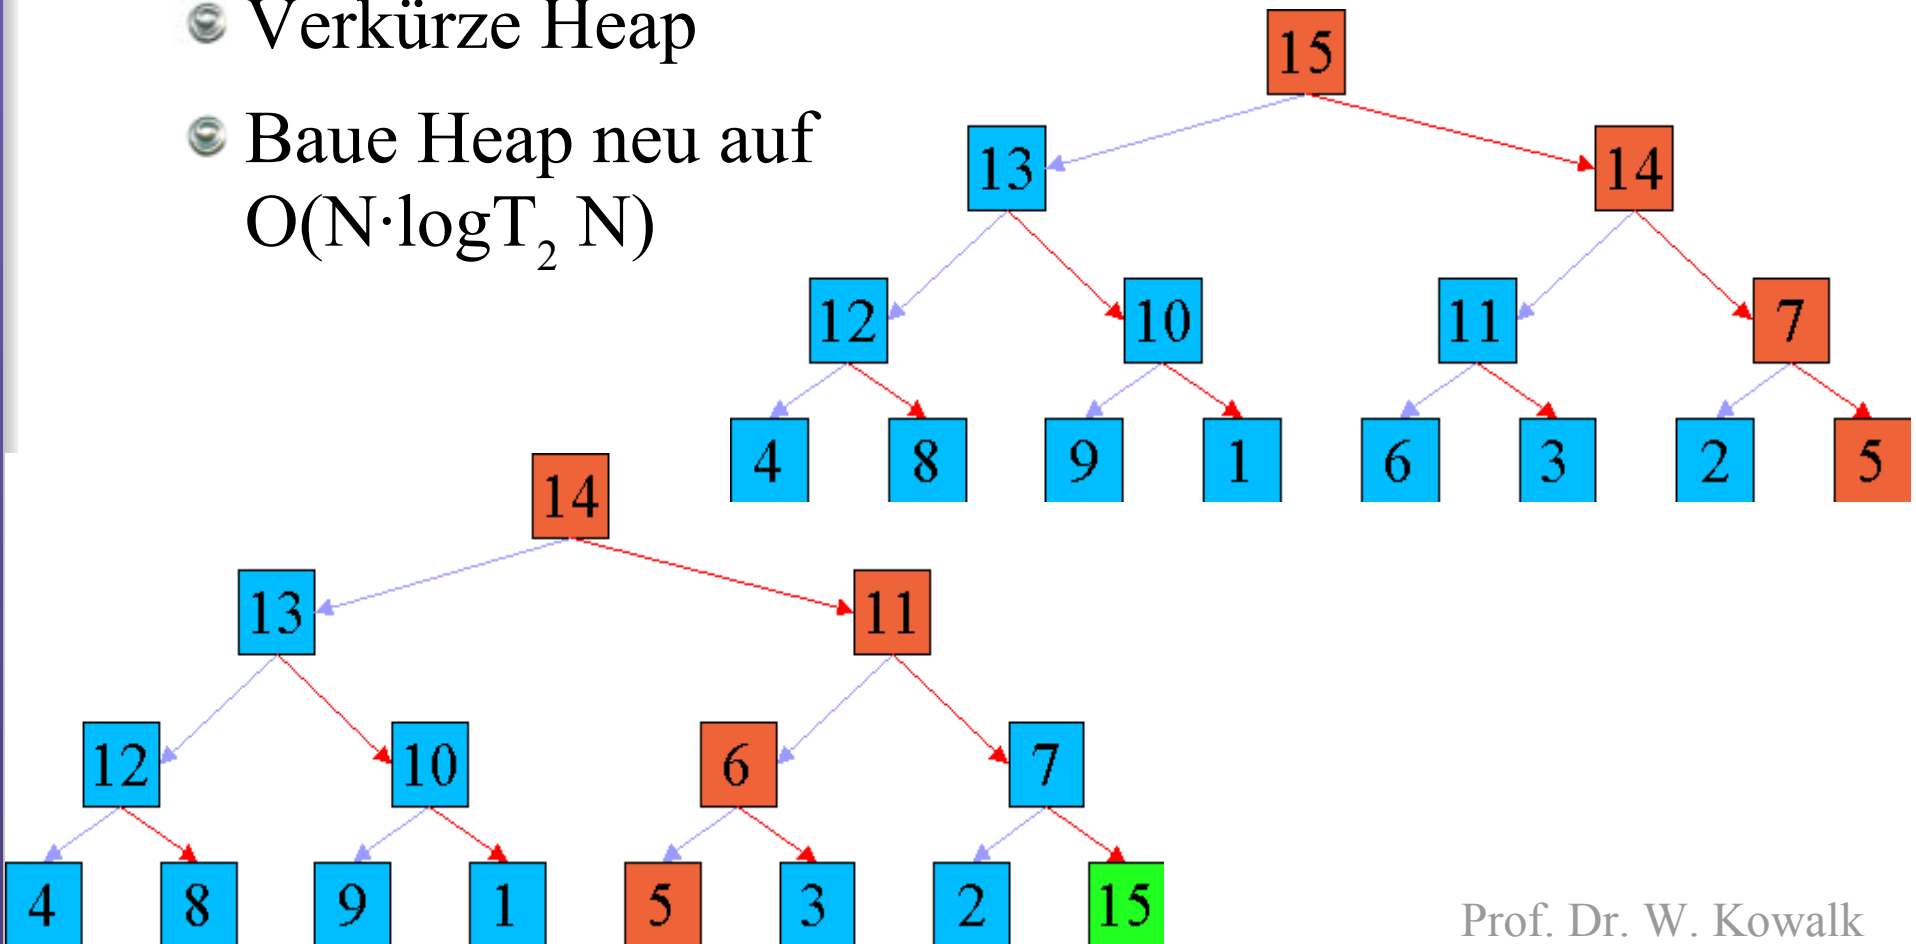 Verkürze Heap
Baue Heap neu auf
O(N·logT2 N)
15
13 14
12 10 11 7
4 8 9 1 6 3 2 5
14
13 11
12 10 6 7
4 8 9 1 5 3 2 15
Prof. Dr. W. Kowalk